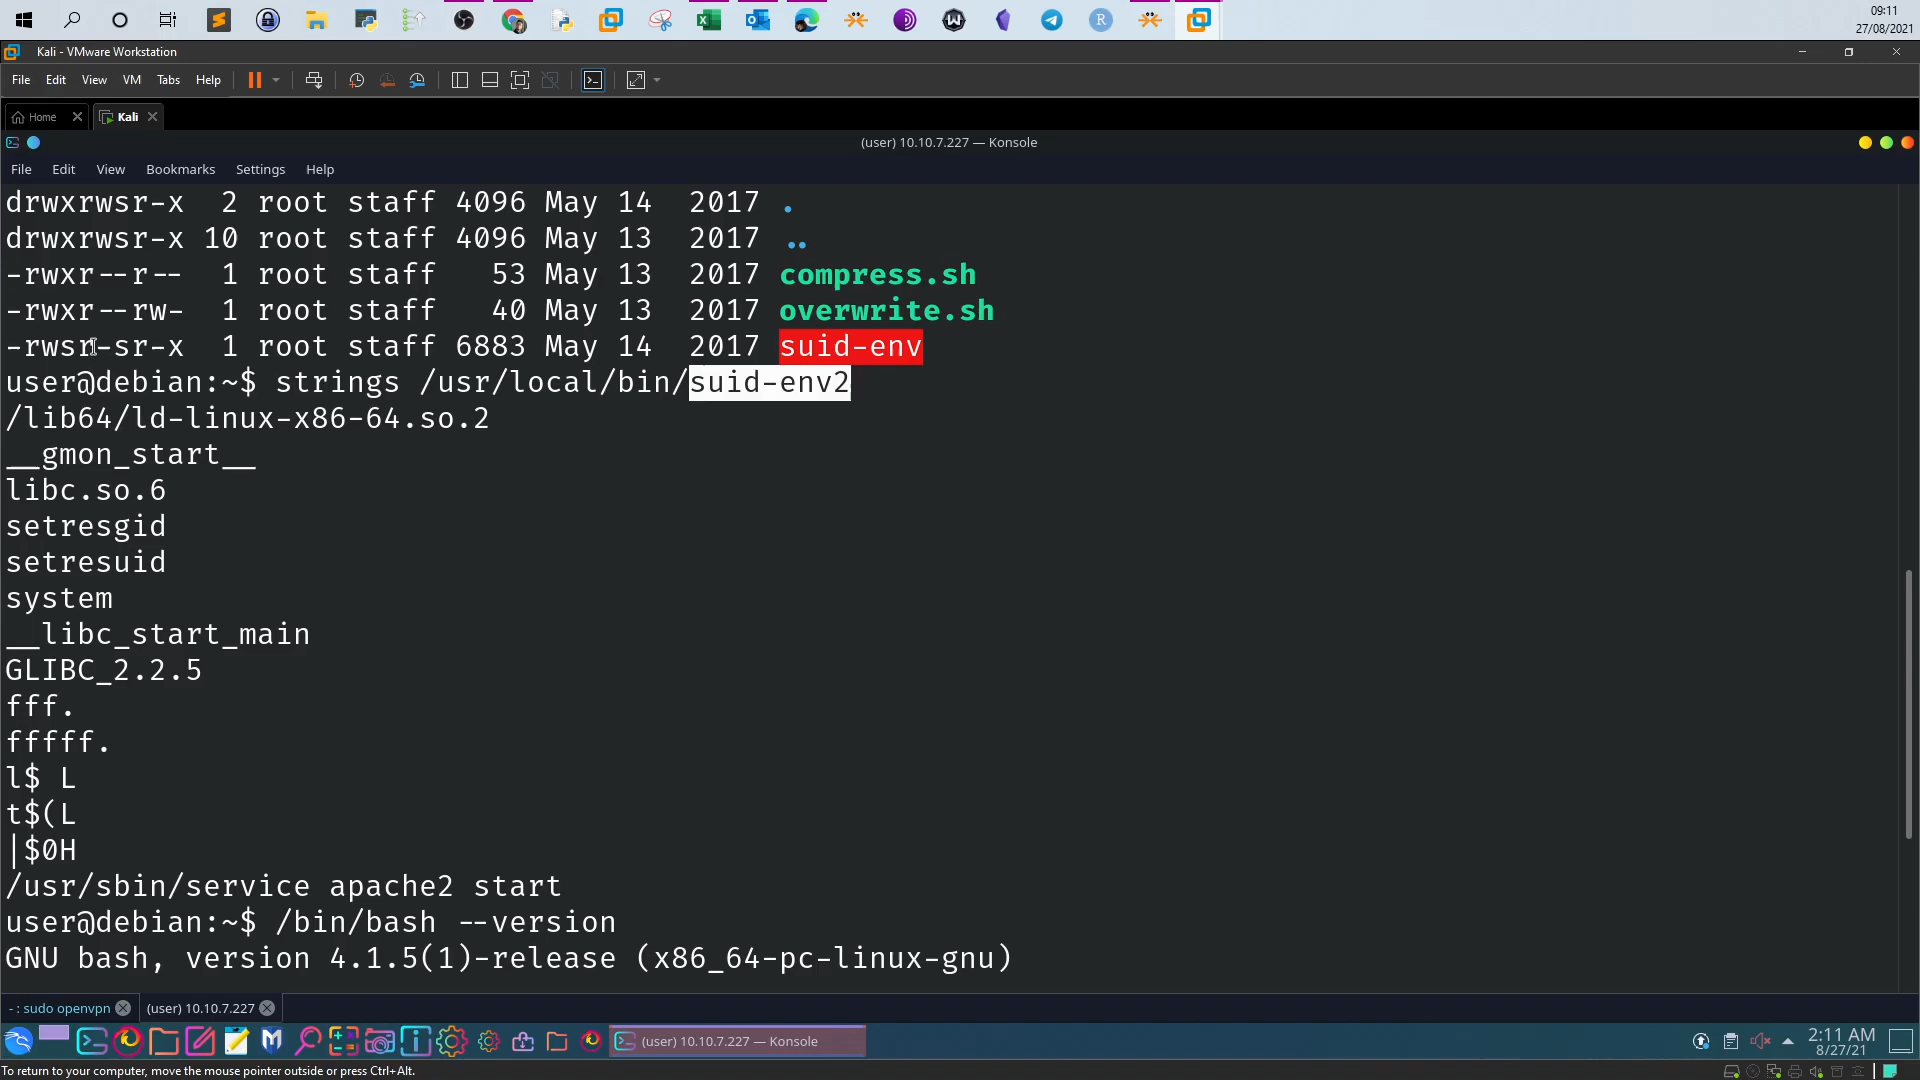 09:11
27/08/2021
Kali - VMware Workstation
File Edit View VM Tabs Help
Home Kali
(user) 10.10.7.227 — Konsole
File Edit View Bookmarks Settings Help
drwxrwsr-x 2 root staff 4096 May 14 2017 .
drwxrwsr-x 10 root staff 4096 May 13 2017 ..
-rwxr--r-- 1 root staff 53 May 13 2017 compress.sh
-rwxr--rw- 1 root staff 40 May 13 2017 overwrite.sh
-rwsr-sr-x 1 root staff 6883 May 14 2017 suid-env
user@debian:~$ strings /usr/local/bin/suid-env2
/lib64/ld-linux-x86-64.so.2
__gmon_start__
libc.so.6
setresgid
setresuid
system
__libc_start_main
GLIBC_2.2.5
fff.
fffff.
l$ L
t$(L
|$0H
/usr/sbin/service apache2 start
user@debian:~$ /bin/bash --version
GNU bash, version 4.1.5(1)-release (x86_64-pc-linux-gnu)
- : sudo openvpn (user) 10.10.7.227
(user) 10.10.7.227 — Konsole
2:11 AM
8/27/21
To return to your computer, move the mouse pointer outside or press Ctrl+Alt.